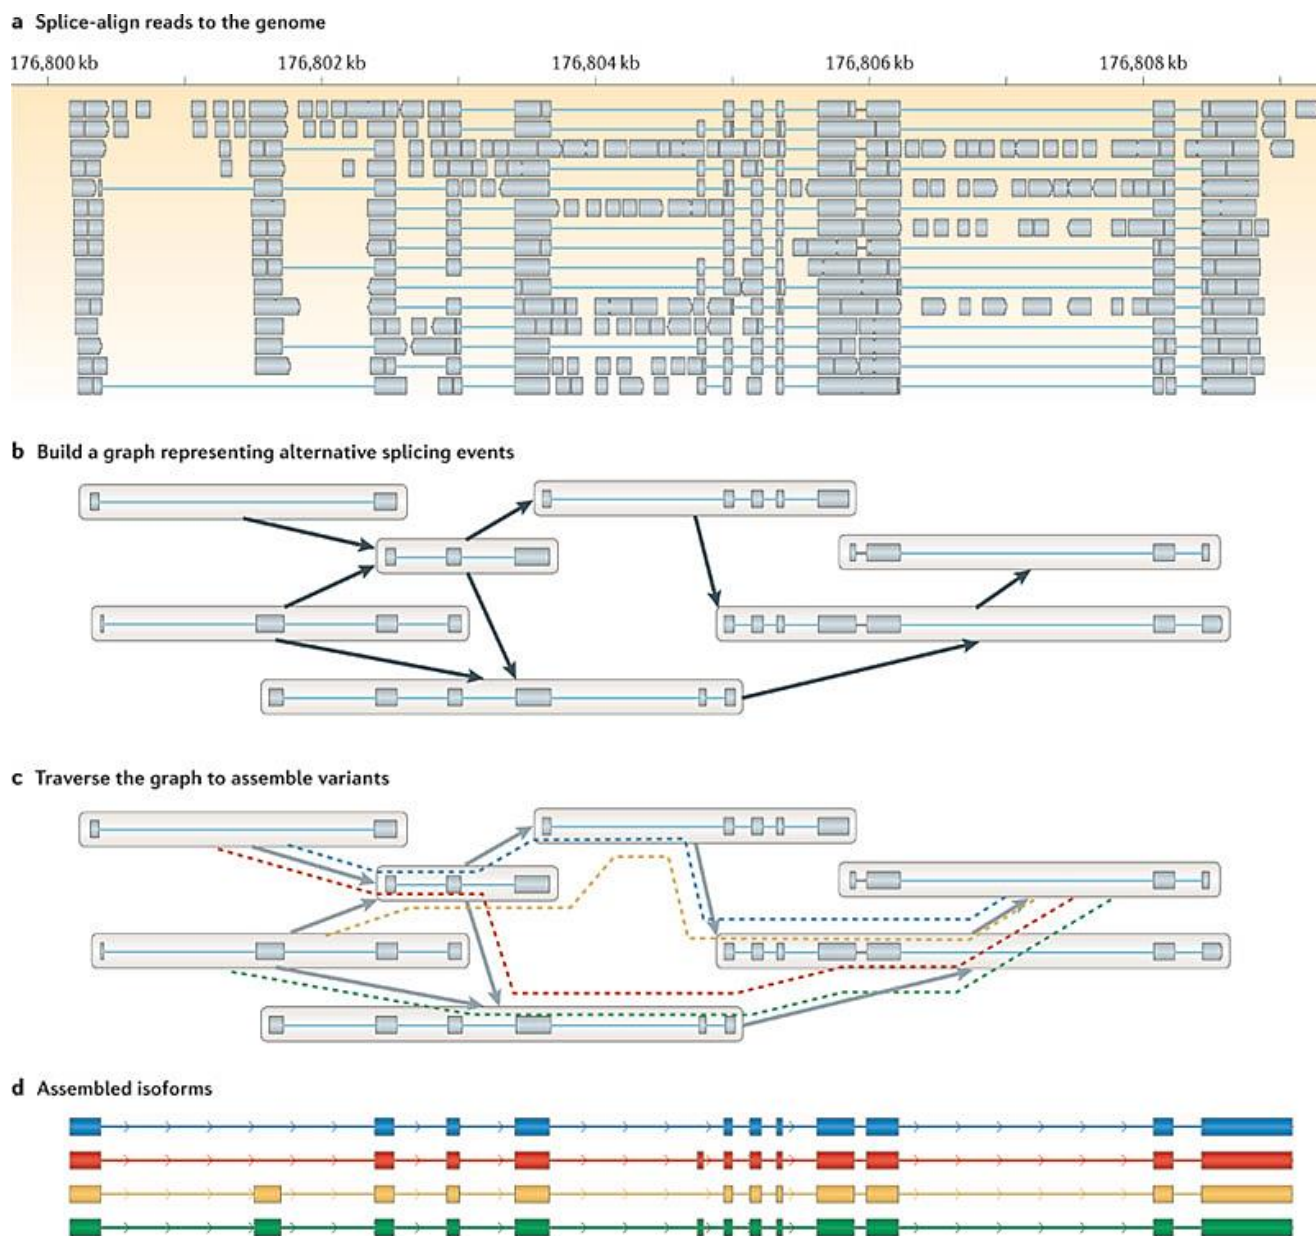 a Splice-align reads to the genome
176,800 kb 176,802 kb 176,804 kb 176,806 kb 176,808 kb
b Build a graph representing alternative splicing events
c Traverse the graph to assemble variants
d Assembled isoforms